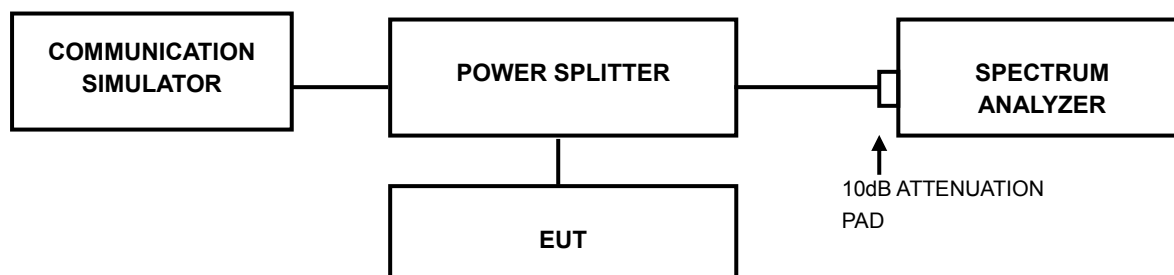 COMMUNICATION
SIMULATOR
POWER SPLITTER
SPECTRUM
ANALYZER
10dB ATTENUATION
PAD
EUT